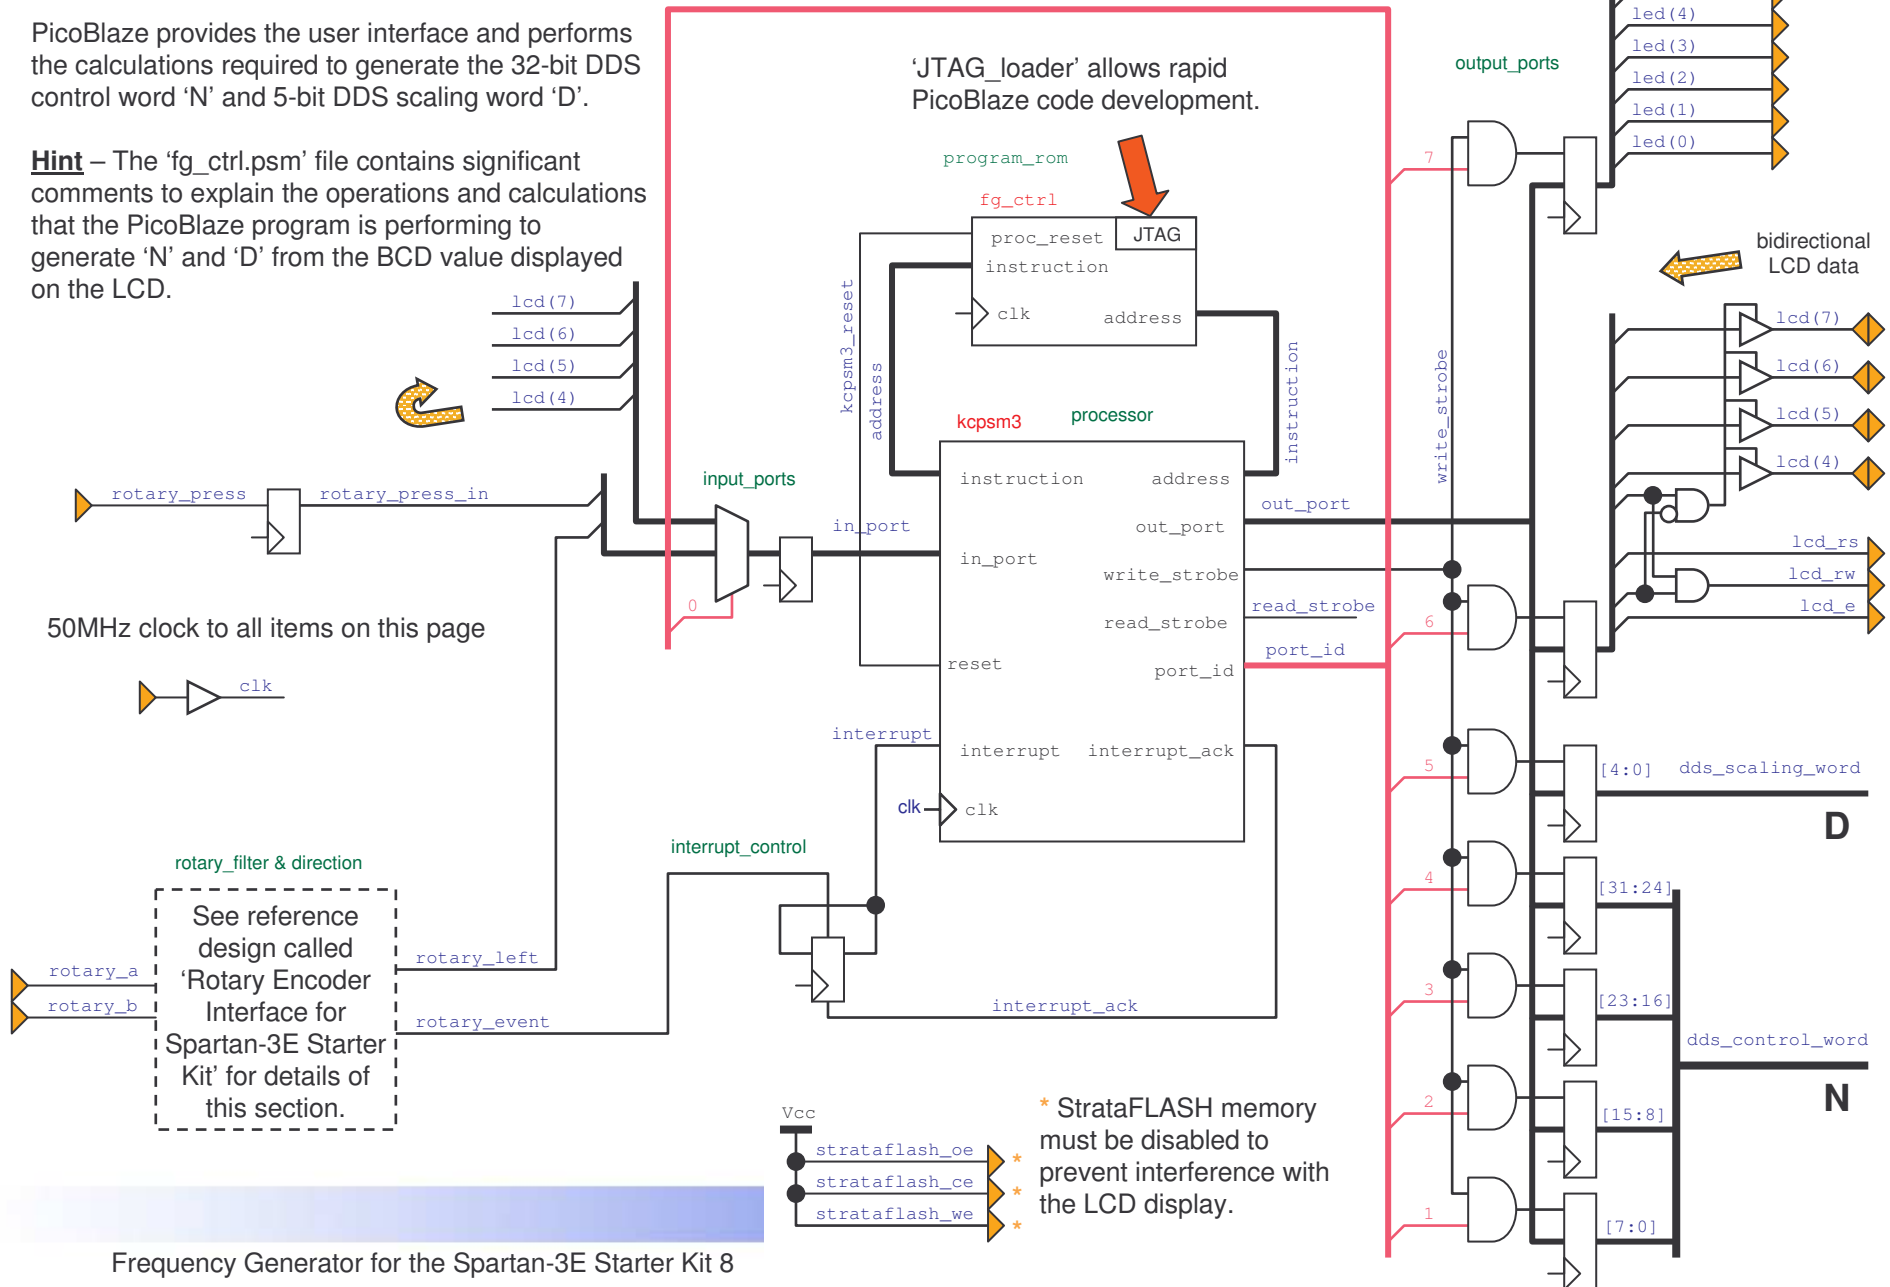 PicoBlaze provides the user interface and performs
the calculations required to generate the 32-bit DDS
control word ‘N’ and 5-bit DDS scaling word ‘D’.
Hint – The ‘fg_ctrl.psm’ file contains significant
comments to explain the operations and calculations
that the PicoBlaze program is performing to
generate ‘N’ and ‘D’ from the BCD value displayed
on the LCD.
‘JTAG_loader’ allows rapid
PicoBlaze code development.
program_rom
fg_ctrl
proc_reset
JTAG
instruction
clk
address
kcpsm3_reset
address
instruction
lcd(7)
lcd(6)
lcd(5)
lcd(4)
rotary_press
rotary_press_in
input_ports
in_port
0
kcpsm3
processor
instruction
address
out_port
in_port
write_strobe
read_strobe
reset
port_id
interrupt
interrupt_ack
clk
clk
out_port
read_strobe
port_id
interrupt
50MHz clock to all items on this page
clk
rotary_filter & direction
See reference
design called
‘Rotary Encoder
Interface for
Spartan-3E Starter
Kit’ for details of
this section.
rotary_a
rotary_b
rotary_left
rotary_event
interrupt_control
interrupt_ack
Vcc
strataflash_oe
*
strataflash_ce
*
strataflash_we
*
* StrataFLASH memory
must be disabled to
prevent interference with
the LCD display.
output_ports
write_strobe
7
6
5
4
3
2
1
led(4)
led(3)
led(2)
led(1)
led(0)
bidirectional
LCD data
lcd(7)
lcd(6)
lcd(5)
lcd(4)
lcd_rs
lcd_rw
lcd_e
[4:0]
dds_scaling_word
D
[31:24]
[23:16]
dds_control_word
N
[15:8]
[7:0]
Frequency Generator for the Spartan-3E Starter Kit 8